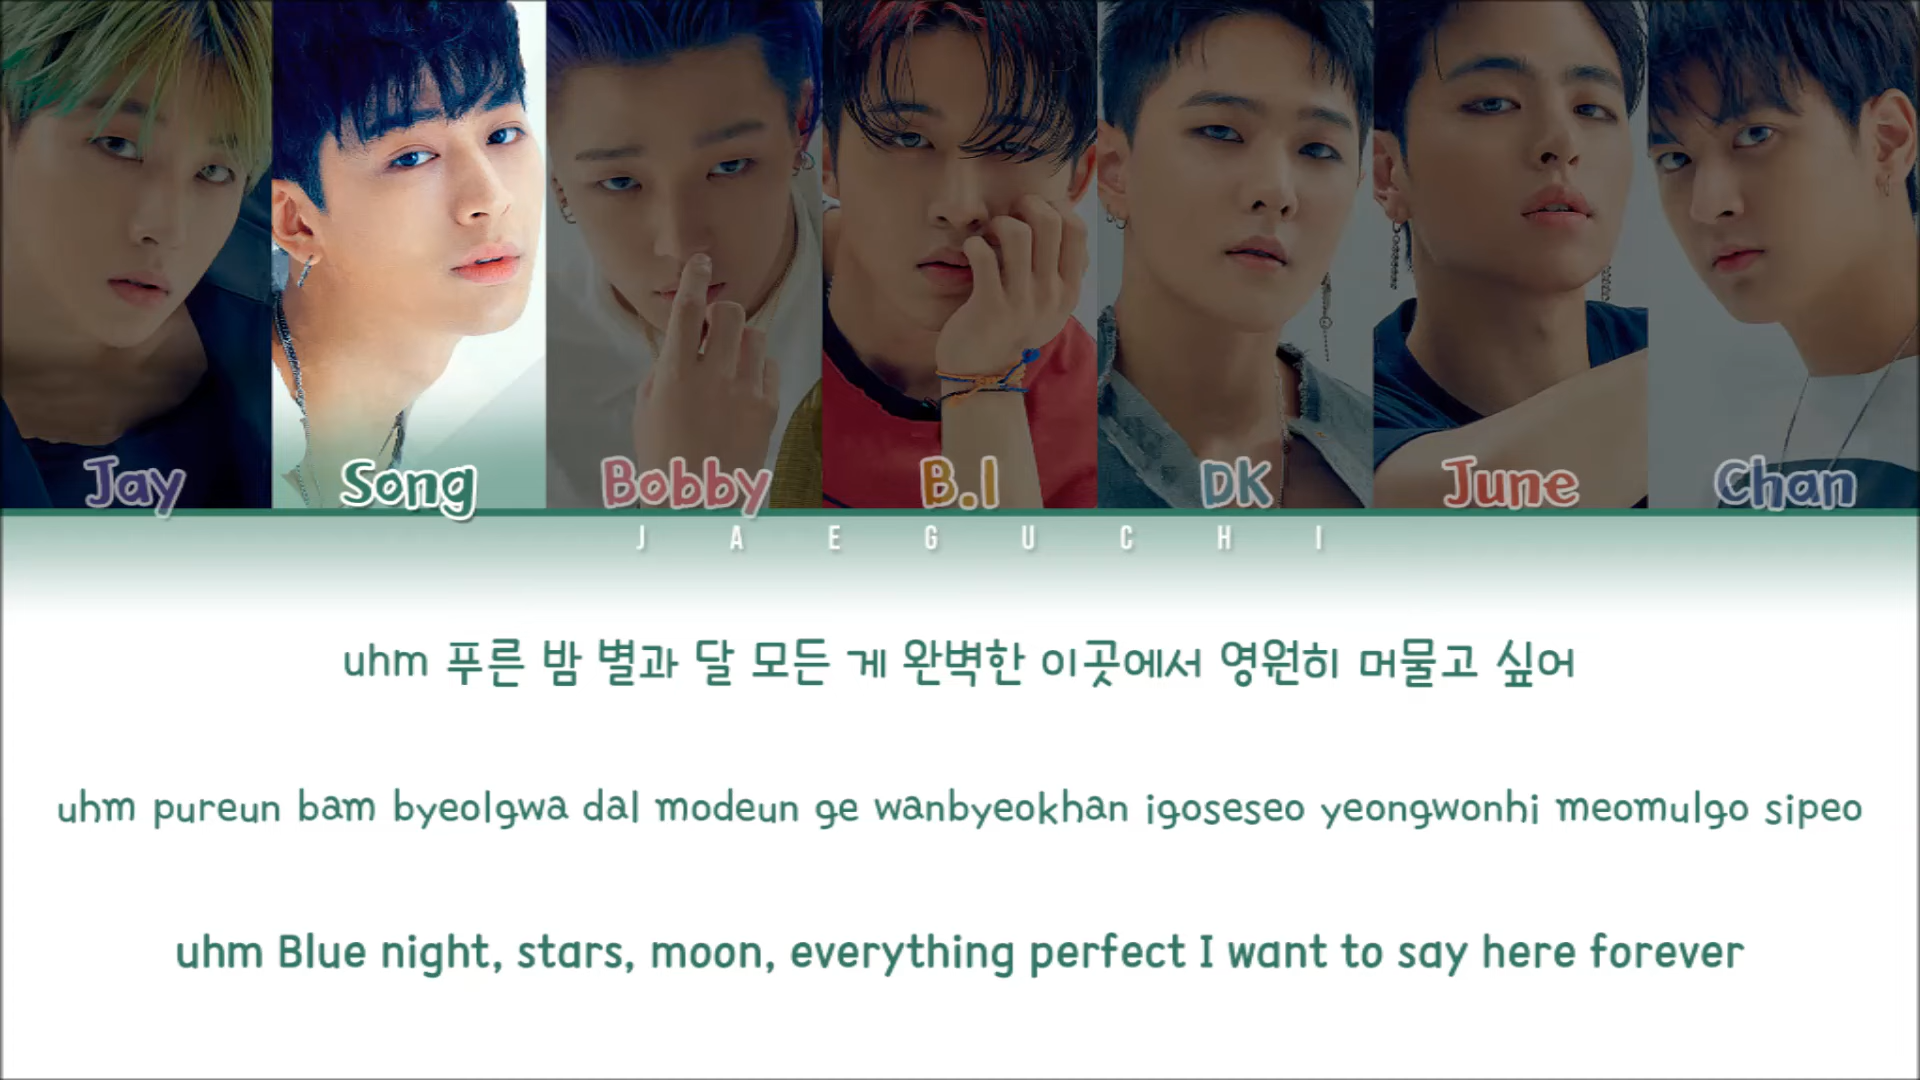 Jay Song Bobby B.I DK June Chan
JAEGUCHI
uhm 푸른 밤 별과 달 모든 게 완벽한 이곳에서 영원히 머물고 싶어
uhm pureun bam byeolgwa dal modeun ge wanbyeokhan igoseseo yeongwonhi meomulgo sipeo
uhm Blue night, stars, moon, everything perfect I want to say here forever